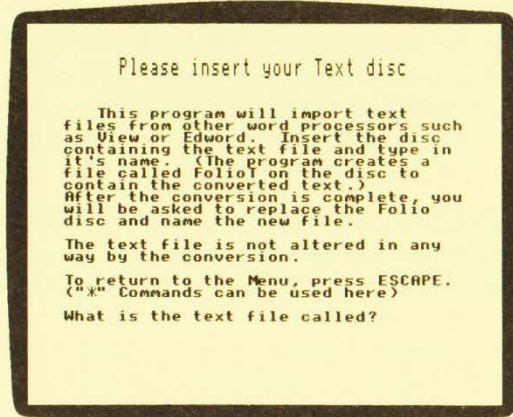 Please insert your Text disc
This program will import text
files from other word processors such
as View or Edword. Insert the disc
containing the text file and type in
it's name. (The program creates a
file called FolioT on the disc to
contain the converted text.)
After the conversion is complete, you
will be asked to replace the Folio
disc and name the new file.
The text file is not altered in any
way by the conversion.
To return to the Menu, press ESCAPE.
("*" Commands can be used here)
What is the text file called?